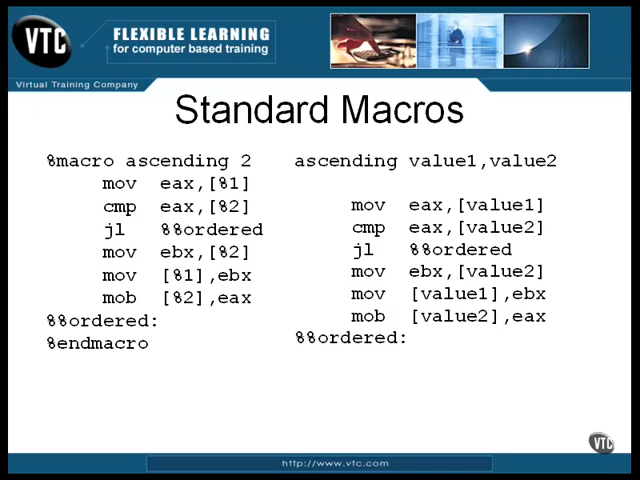 VTC
FLEXIBLE LEARNING
for computer based training
Virtual Training Company
Standard Macros
%macro ascending 2
mov eax,[%1]
cmp eax,[%2]
jl %%ordered
mov ebx,[%2]
mov [%1],ebx
mob [%2],eax
%%ordered:
%endmacro
ascending value1,value2
mov eax,[value1]
cmp eax,[value2]
jl %%ordered
mov ebx,[value2]
mov [value1],ebx
mob [value2],eax
%%ordered:
VTC
http://www.vtc.com